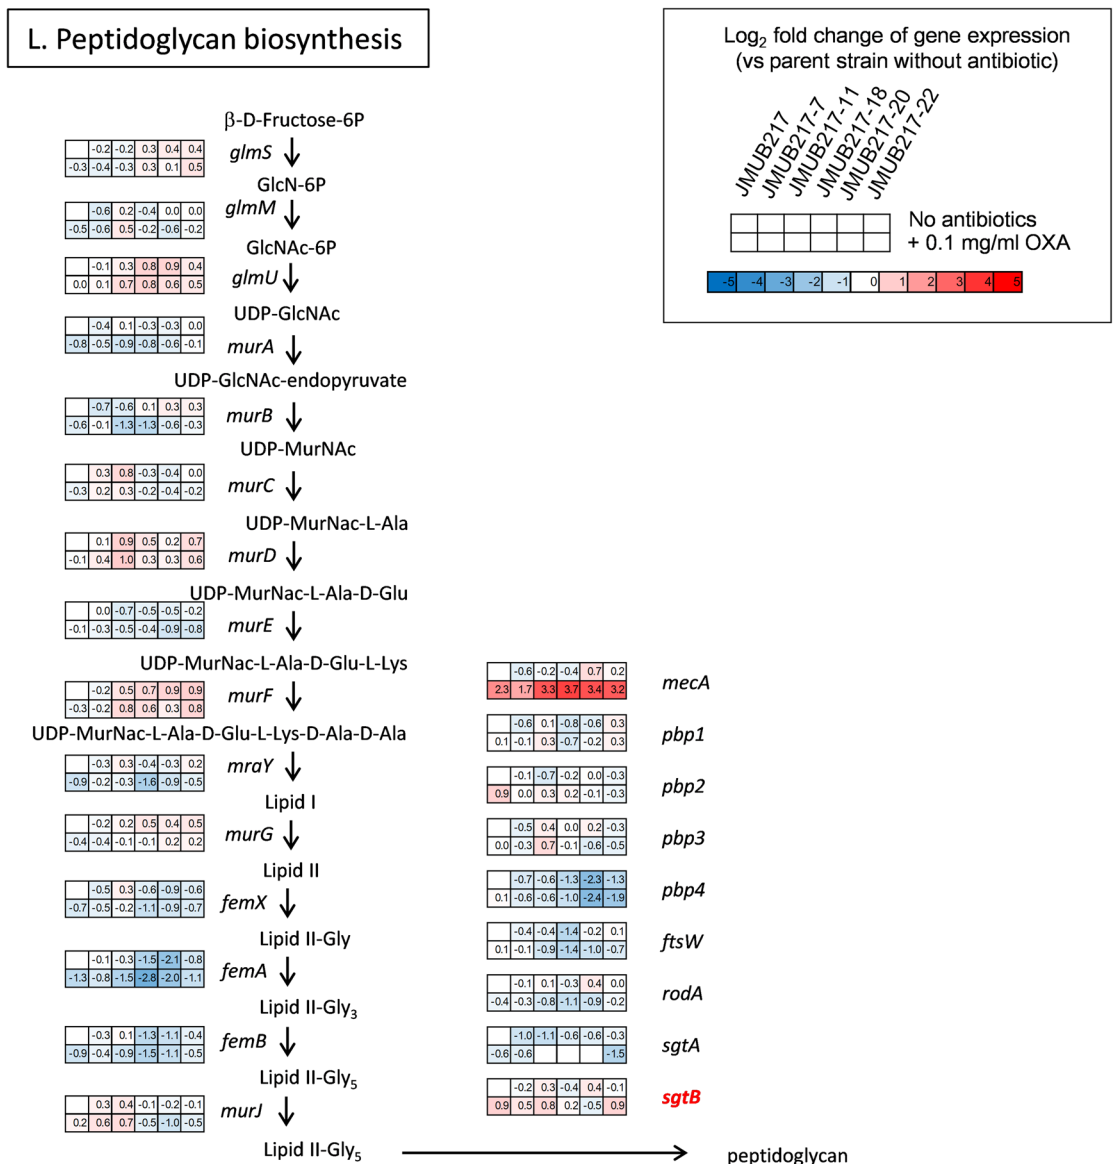 L. Peptidoglycan biosynthesis
Log2 fold change of gene expression
(vs parent strain without antibiotic)
JMUB217
JMUB217-7
JMUB217-11
JMUB217-18
JMUB217-20
JMUB217-22
No antibiotics
+ 0.1 mg/ml OXA
-5 -4 -3 -2 -1 0 1 2 3 4 5
β-D-Fructose-6P
-0.2 -0.2 0.3 0.4 0.4
-0.3 -0.4 -0.3 0.3 0.1 0.5
glmS
GlcN-6P
-0.6 0.2 -0.4 0.0 0.0
-0.5 -0.6 0.5 -0.2 -0.6 -0.2
glmM
GlcNAc-6P
-0.1 0.3 0.8 0.9 0.4
0.0 0.1 0.7 0.8 0.6 0.5
glmU
UDP-GlcNAc
-0.4 0.1 -0.3 -0.3 0.0
-0.8 -0.5 -0.9 -0.8 -0.6 -0.1
murA
UDP-GlcNAc-endopyruvate
-0.7 -0.6 0.1 0.3 0.3
-0.6 -0.1 -1.3 -1.3 -0.6 -0.3
murB
UDP-MurNAc
0.3 0.8 -0.3 -0.4 0.0
-0.3 0.2 0.3 -0.2 -0.4 -0.2
murC
UDP-MurNac-L-Ala
0.1 0.9 0.5 0.2 0.7
-0.1 0.4 1.0 0.3 0.3 0.6
murD
UDP-MurNac-L-Ala-D-Glu
0.0 -0.7 -0.5 -0.5 -0.2
-0.1 -0.3 -0.5 -0.4 -0.9 -0.8
murE
UDP-MurNac-L-Ala-D-Glu-L-Lys
-0.2 0.5 0.7 0.9 0.9
-0.3 -0.2 0.8 0.6 0.3 0.8
murF
UDP-MurNac-L-Ala-D-Glu-L-Lys-D-Ala-D-Ala
-0.3 0.3 -0.4 -0.3 0.2
-0.9 -0.2 -0.3 -1.6 -0.9 -0.5
mraY
Lipid I
-0.2 0.2 0.5 0.4 0.5
-0.4 -0.4 -0.1 -0.1 0.2 0.2
murG
Lipid II
-0.5 0.3 -0.6 -0.9 -0.6
-0.7 -0.5 -0.2 -1.1 -0.9 -0.7
femX
Lipid II-Gly
-0.1 -0.3 -1.5 -2.1 -0.8
-1.3 -0.8 -1.5 -2.8 -2.0 -1.1
femA
Lipid II-Gly3
-0.3 0.1 -1.3 -1.1 -0.4
-0.9 -0.4 -0.9 -1.5 -1.1 -0.5
femB
Lipid II-Gly5
0.3 0.4 -0.1 -0.2 -0.1
0.2 0.6 0.7 -0.5 -1.0 -0.5
murJ
Lipid II-Gly5
peptidoglycan
-0.6 -0.2 -0.4 0.7 0.2
2.3 1.7 3.3 3.7 3.4 3.2
mecA
-0.6 0.1 -0.8 -0.6 0.3
0.1 -0.1 0.3 -0.7 -0.2 0.3
pbp1
-0.1 -0.7 -0.2 0.0 -0.3
0.9 0.0 0.3 0.2 -0.1 -0.3
pbp2
-0.5 0.4 0.0 0.2 -0.3
0.0 -0.3 0.7 -0.1 -0.6 -0.5
pbp3
-0.7 -0.6 -1.3 -2.3 -1.3
0.1 -0.6 -0.6 -1.0 -2.4 -1.9
pbp4
-0.4 -0.4 -1.4 -0.2 0.1
0.1 -0.1 -0.9 -1.4 -1.0 -0.7
ftsW
-0.1 0.1 -0.3 0.4 0.0
-0.4 -0.3 -0.8 -1.1 -0.9 -0.2
rodA
-1.0 -1.1 -0.6 -0.6 -0.3
-0.6 -0.6 -1.5
sgtA
-0.2 0.3 -0.4 0.4 -0.1
0.9 0.5 0.8 0.2 -0.5 0.9
sgtB